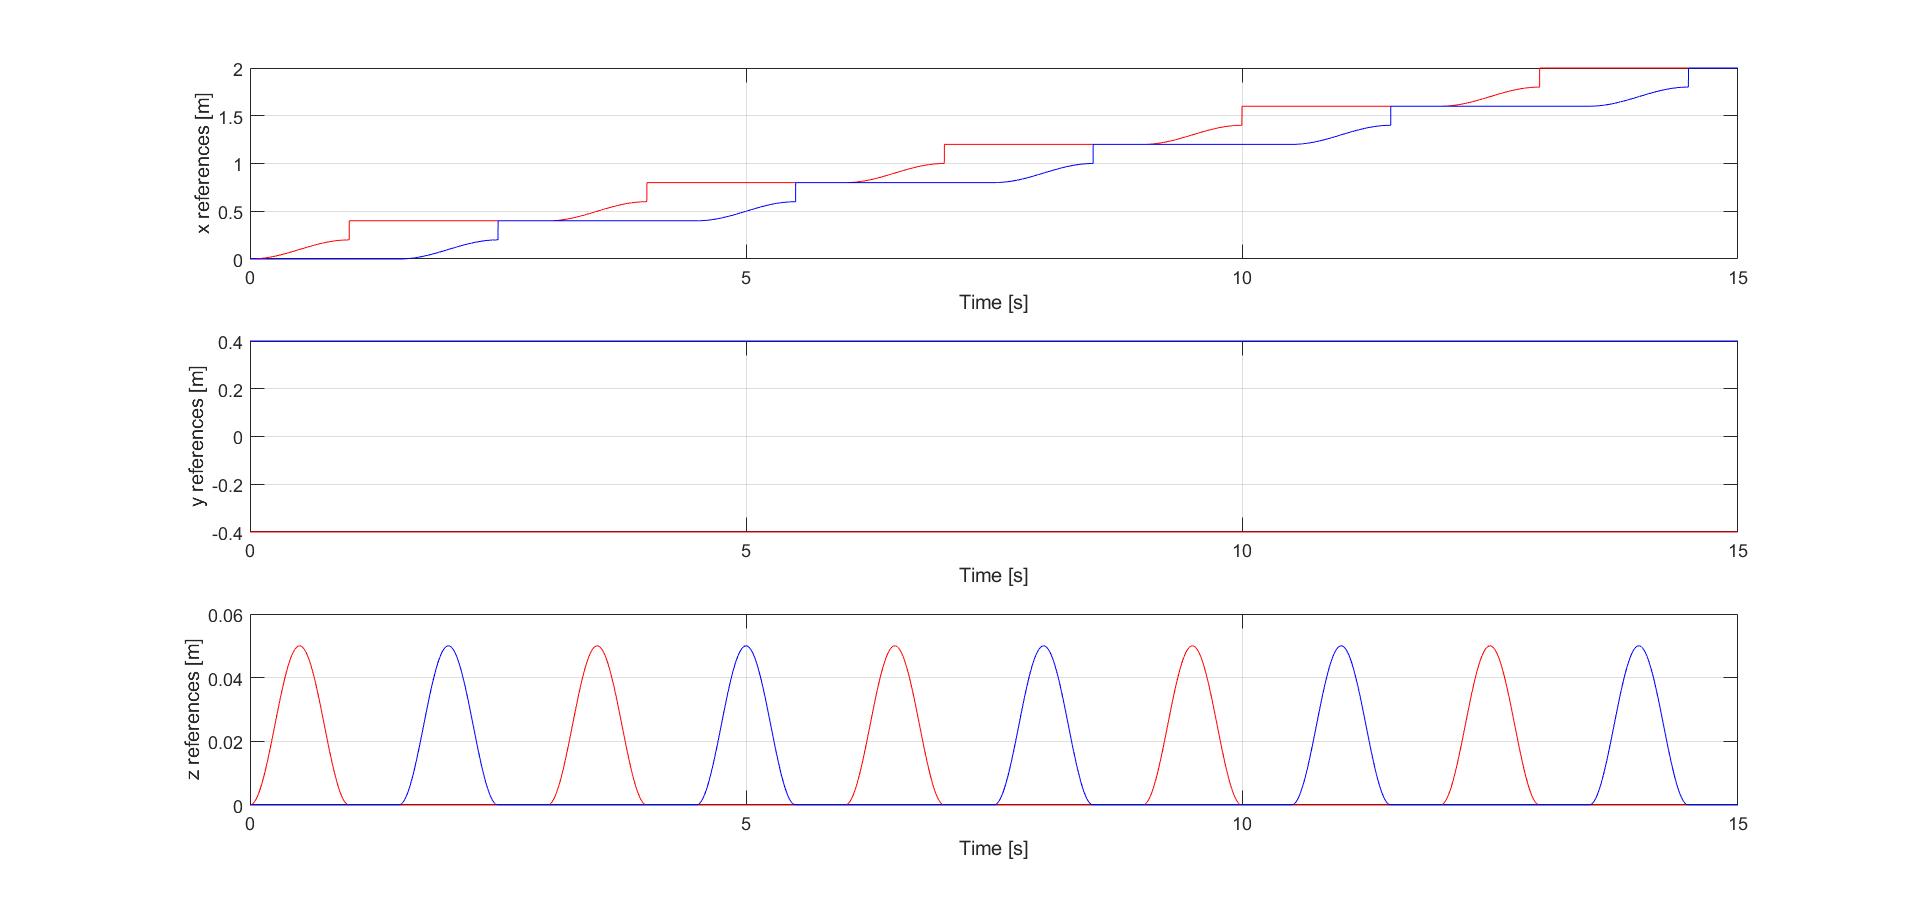 x references [m]
2
1.5
1
0.5
0
0 5 10 15
Time [s]
y references [m]
0.4
0.2
0
-0.2
-0.4
0 5 10 15
Time [s]
z references [m]
0.06
0.04
0.02
0
0 5 10 15
Time [s]